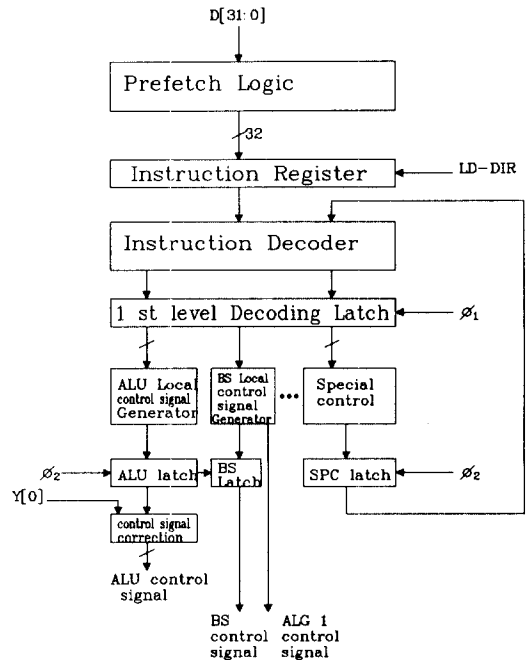 D[31:0]
Prefetch Logic
32
Instruction Register
LD-DIR
Instruction Decoder
1 st level Decoding Latch
ø₁
ALU Local
control signal
Generator
BS Local
control
signal
Generator
•••
Special
control
ø₂
ALU latch
BS
Latch
SPC latch
ø₂
Y[0]
control signal
correction
ALU control
signal
BS
control
signal
ALG 1
control
signal